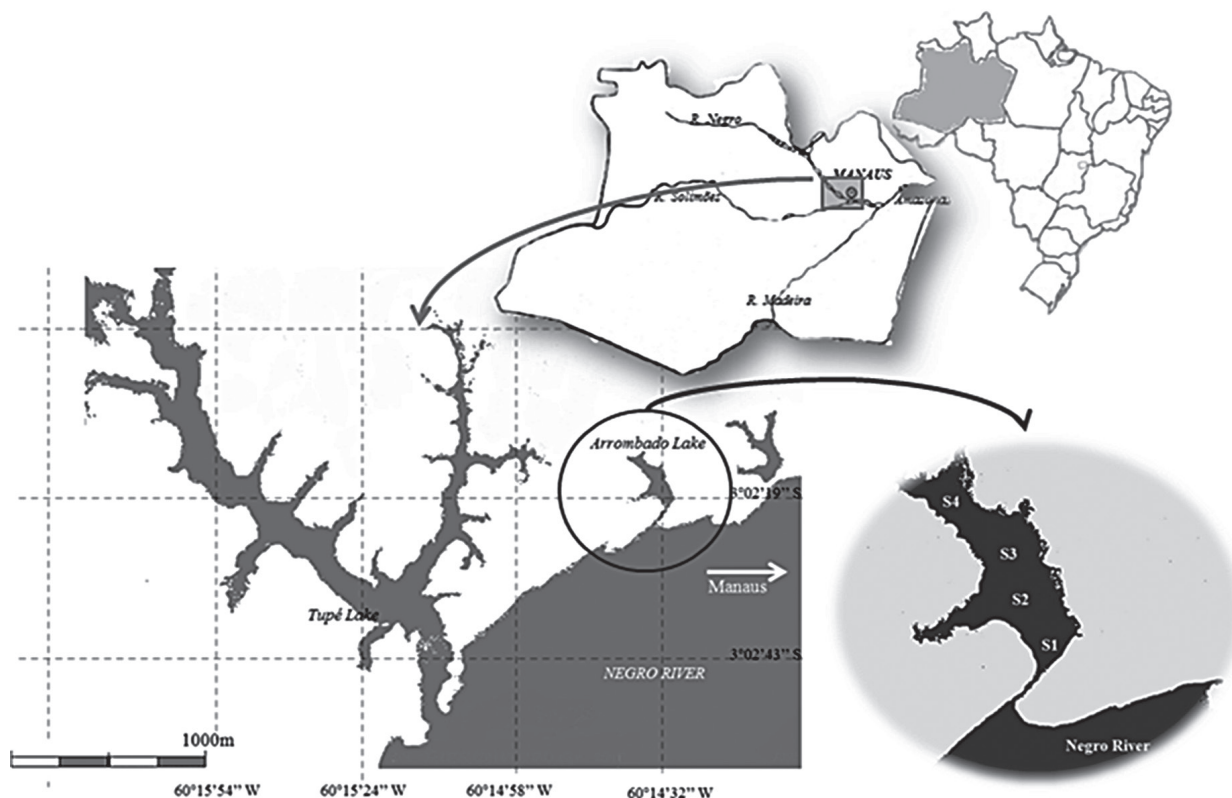 R. Negro
MANAUS
R. Solimões
R. Madeira
Arrombado Lake
3°02'19" S
Manaus
Tupé Lake
3°02'43" S
NEGRO RIVER
1000m
60°15'54" W
60°15'24" W
60°14'58" W
60°14'32" W
S4
S3
S2
S1
Negro River